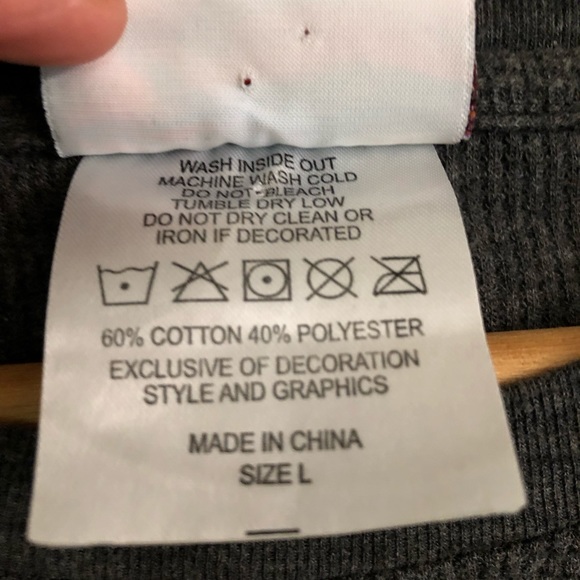 WASH INSIDE OUT
MACHINE WASH COLD
DO NOT BLEACH
TUMBLE DRY LOW
DO NOT DRY CLEAN OR
IRON IF DECORATED
60% COTTON 40% POLYESTER
EXCLUSIVE OF DECORATION
STYLE AND GRAPHICS
MADE IN CHINA
SIZE L